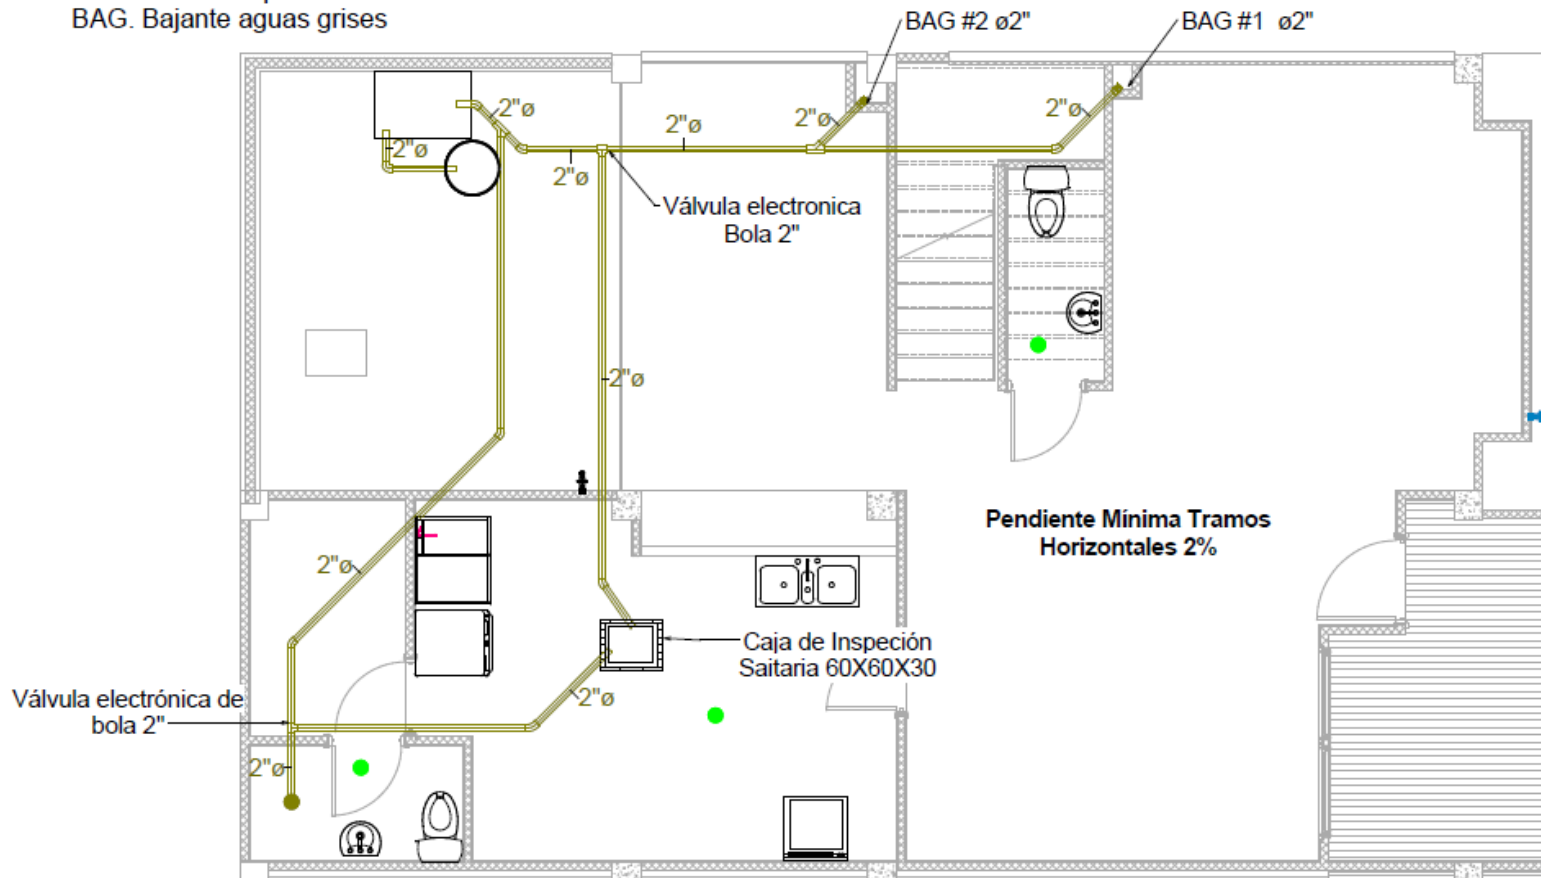 BAG. Bajante aguas grises
BAG #2 ø2"
BAG #1 ø2"
2"ø
2"ø
2"ø
2"ø
2"ø
2"ø
Válvula electronica
Bola 2"
2"ø
Pendiente Mínima Tramos
Horizontales 2%
2"ø
Caja de Inspeción
Saitaria 60X60X30
2"ø
Válvula electrónica de
bola 2"
2"ø